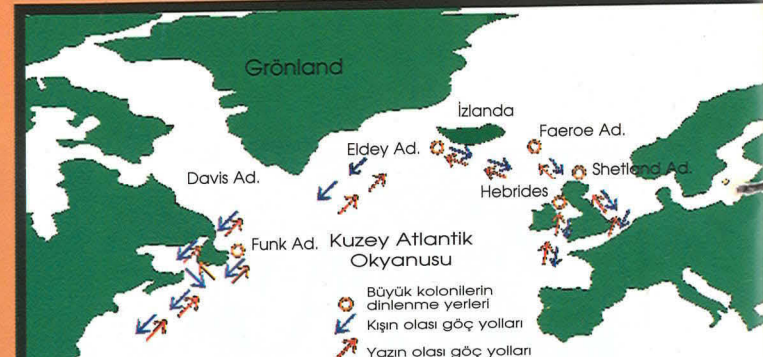 Grönland
İzlanda
Faeroe Ad.
Eldey Ad.
Shetland Ad.
Davis Ad.
Hebrides
Funk Ad.
Kuzey Atlantik
Okyanusu
Büyük kolonilerin
dinlenme yerleri
Kışın olası göç yolları
Yazın olası göç yolları